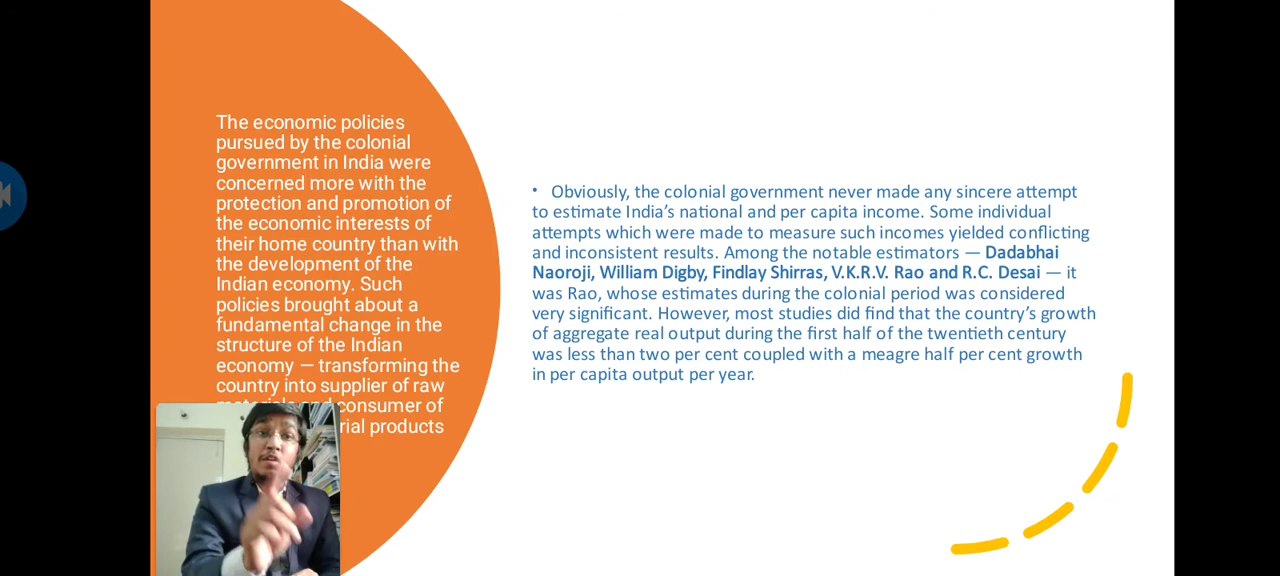 The economic policies
pursued by the colonial
government in India were
concerned more with the
protection and promotion of
the economic interests of
their home country than with
the development of the
Indian economy. Such
policies brought about a
fundamental change in the
structure of the Indian
economy — transforming the
country into supplier of raw
materials and consumer of
rial products
• Obviously, the colonial government never made any sincere attempt
to estimate India’s national and per capita income. Some individual
attempts which were made to measure such incomes yielded conflicting
and inconsistent results. Among the notable estimators — Dadabhai
Naoroji, William Digby, Findlay Shirras, V.K.R.V. Rao and R.C. Desai — it
was Rao, whose estimates during the colonial period was considered
very significant. However, most studies did find that the country’s growth
of aggregate real output during the first half of the twentieth century
was less than two per cent coupled with a meagre half per cent growth
in per capita output per year.